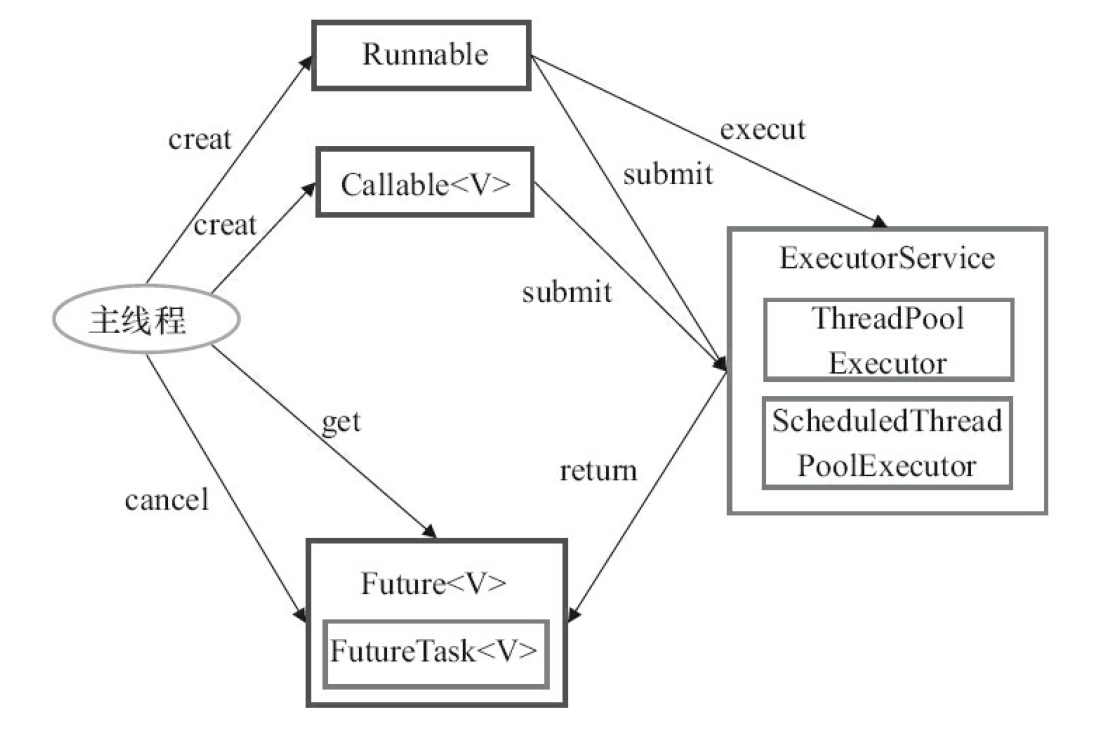 Runnable
creat
execut
submit
Callable<V>
creat
ExecutorService
submit
主线程
ThreadPool
Executor
get
ScheduledThread
PoolExecutor
return
cancel
Future<V>
FutureTask<V>